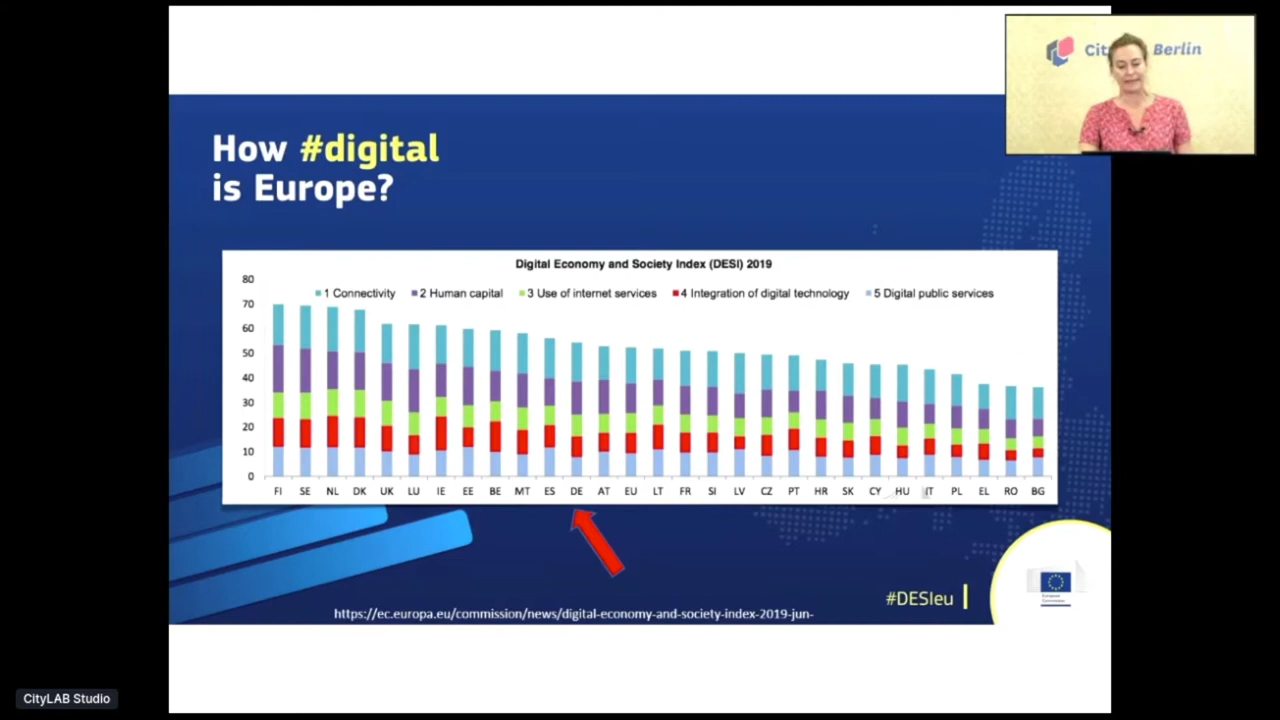 How #digital
is Europe?
Digital Economy and Society Index (DESI) 2019
1 Connectivity 2 Human capital 3 Use of internet services 4 Integration of digital technology 5 Digital public services
80
70
60
50
40
30
20
10
0
FI SE NL DK UK LU IE EE BE MT ES DE AT EU LT FR SI LV CZ PT HR SK CY HU IT PL EL RO BG
#DESIeu
https://ec.europa.eu/commission/news/digital-economy-and-society-index-2019-jun-
European
Commission
Berlin
CityLAB Studio